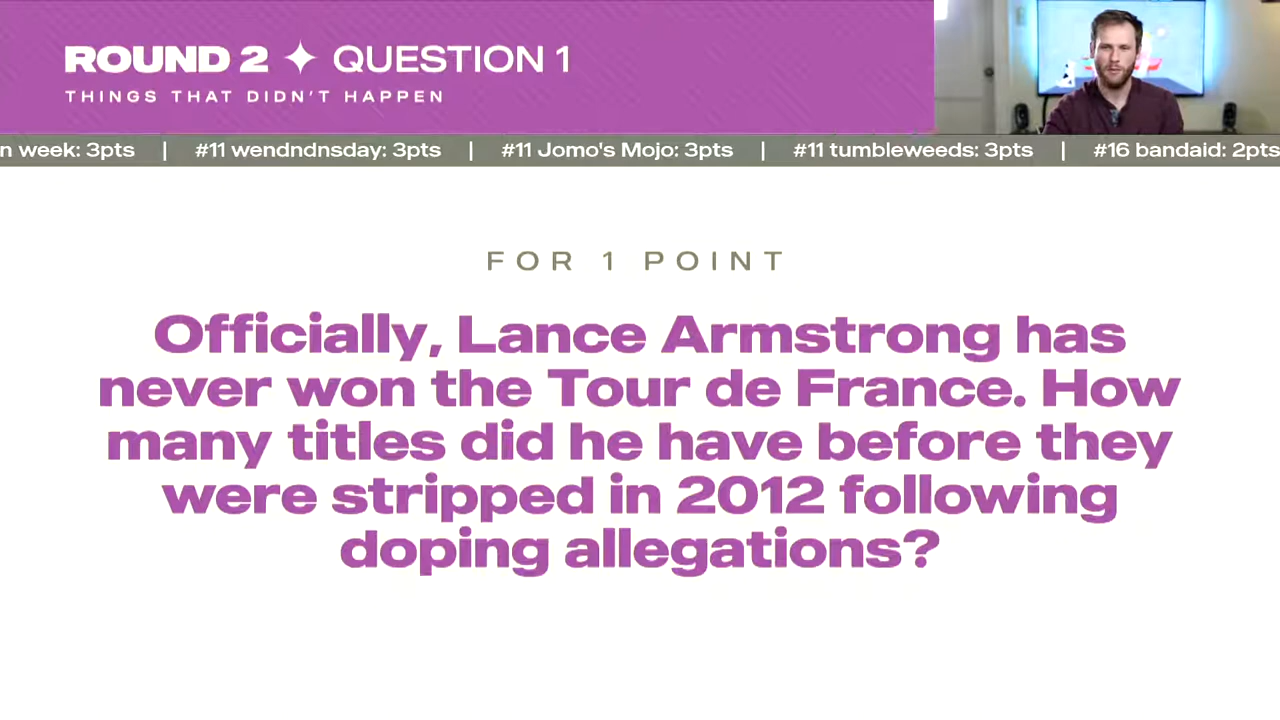 ROUND 2 ✦ QUESTION 1
THINGS THAT DIDN'T HAPPEN
n week: 3pts | #11 wendndnsday: 3pts | #11 Jomo's Mojo: 3pts | #11 tumbleweeds: 3pts | #16 bandaid: 2pts
FOR 1 POINT
Officially, Lance Armstrong has
never won the Tour de France. How
many titles did he have before they
were stripped in 2012 following
doping allegations?